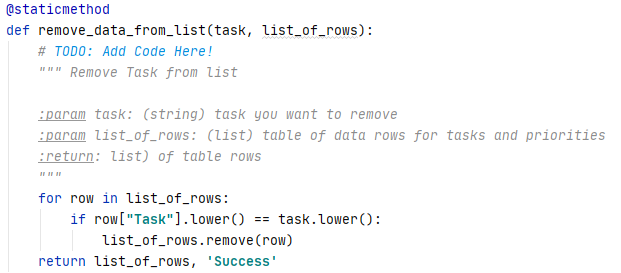 @staticmethod
def remove_data_from_list(task, list_of_rows):
    # TODO: Add Code Here!
    """ Remove Task from list

    :param task: (string) task you want to remove
    :param list_of_rows: (list) table of data rows for tasks and priorities
    :return: list) of table rows
    """
    for row in list_of_rows:
        if row["Task"].lower() == task.lower():
            list_of_rows.remove(row)
    return list_of_rows, 'Success'